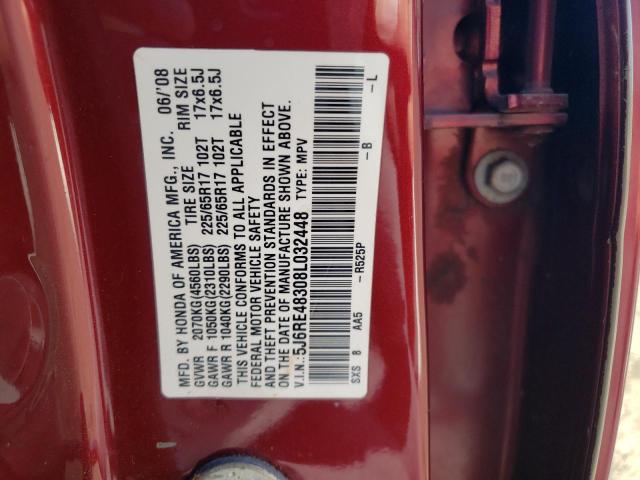 MFD. BY HONDA OF AMERICA MFG., INC. 06/'08
TIRE SIZE RIM SIZE
GVWR 2070KG(4560LBS)
GAWR F 1050KG(2310LBS) 225/65R17 102T 17x6.5J
GAWR R 1040KG(2290LBS) 225/65R17 102T 17x6.5J
THIS VEHICLE CONFORMS TO ALL APPLICABLE
FEDERAL MOTOR VEHICLE SAFETY
AND THEFT PREVENTION STANDARDS IN EFFECT
ON THE DATE OF MANUFACTURE SHOWN ABOVE.
V.I.N.:5J6RE48308L032448 TYPE: MPV
SXS 8 AA5 -R525P -B -L